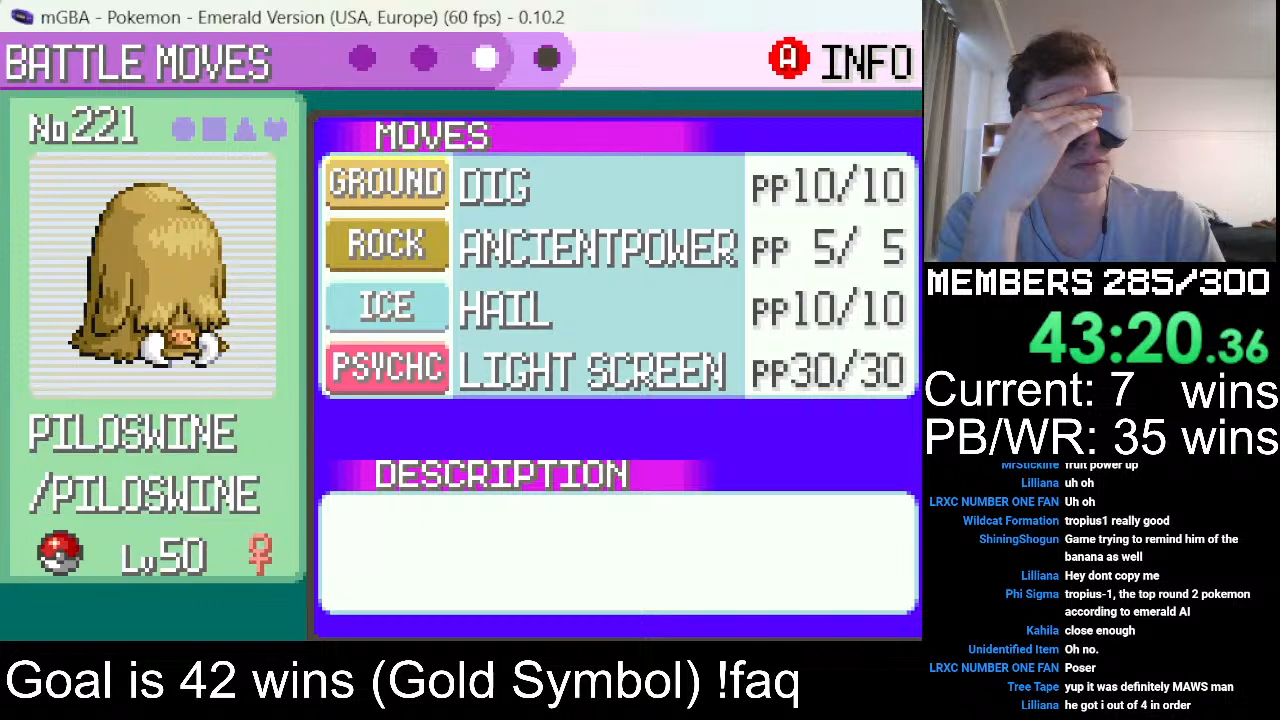 mGBA - Pokemon - Emerald Version (USA, Europe) (60 fps) - 0.10.2
BATTLE MOVES
A INFO
No221
MOVES
GROUND DIG PP10/10
ROCK ANCIENTPOWER PP 5/ 5
ICE HAIL PP10/10
PSYCHC LIGHT SCREEN PP30/30
PILOSWINE
/PILOSWINE
Lv50 ♀
DESCRIPTION
MEMBERS 285/300
43:20.36
Current: 7 wins
PB/WR: 35 wins
MrStickife fruit power up
Lilliana uh oh
LRXC NUMBER ONE FAN Uh oh
Wildcat Formation tropius1 really good
ShiningShogun Game trying to remind him of the
banana as well
Lilliana Hey dont copy me
Phi Sigma tropius-1, the top round 2 pokemon
according to emerald AI
Kahila close enough
Unidentified Item Oh no.
LRXC NUMBER ONE FAN Poser
Tree Tape yup it was definitely MAWS man
Lilliana he got i out of 4 in order
Goal is 42 wins (Gold Symbol) !faq